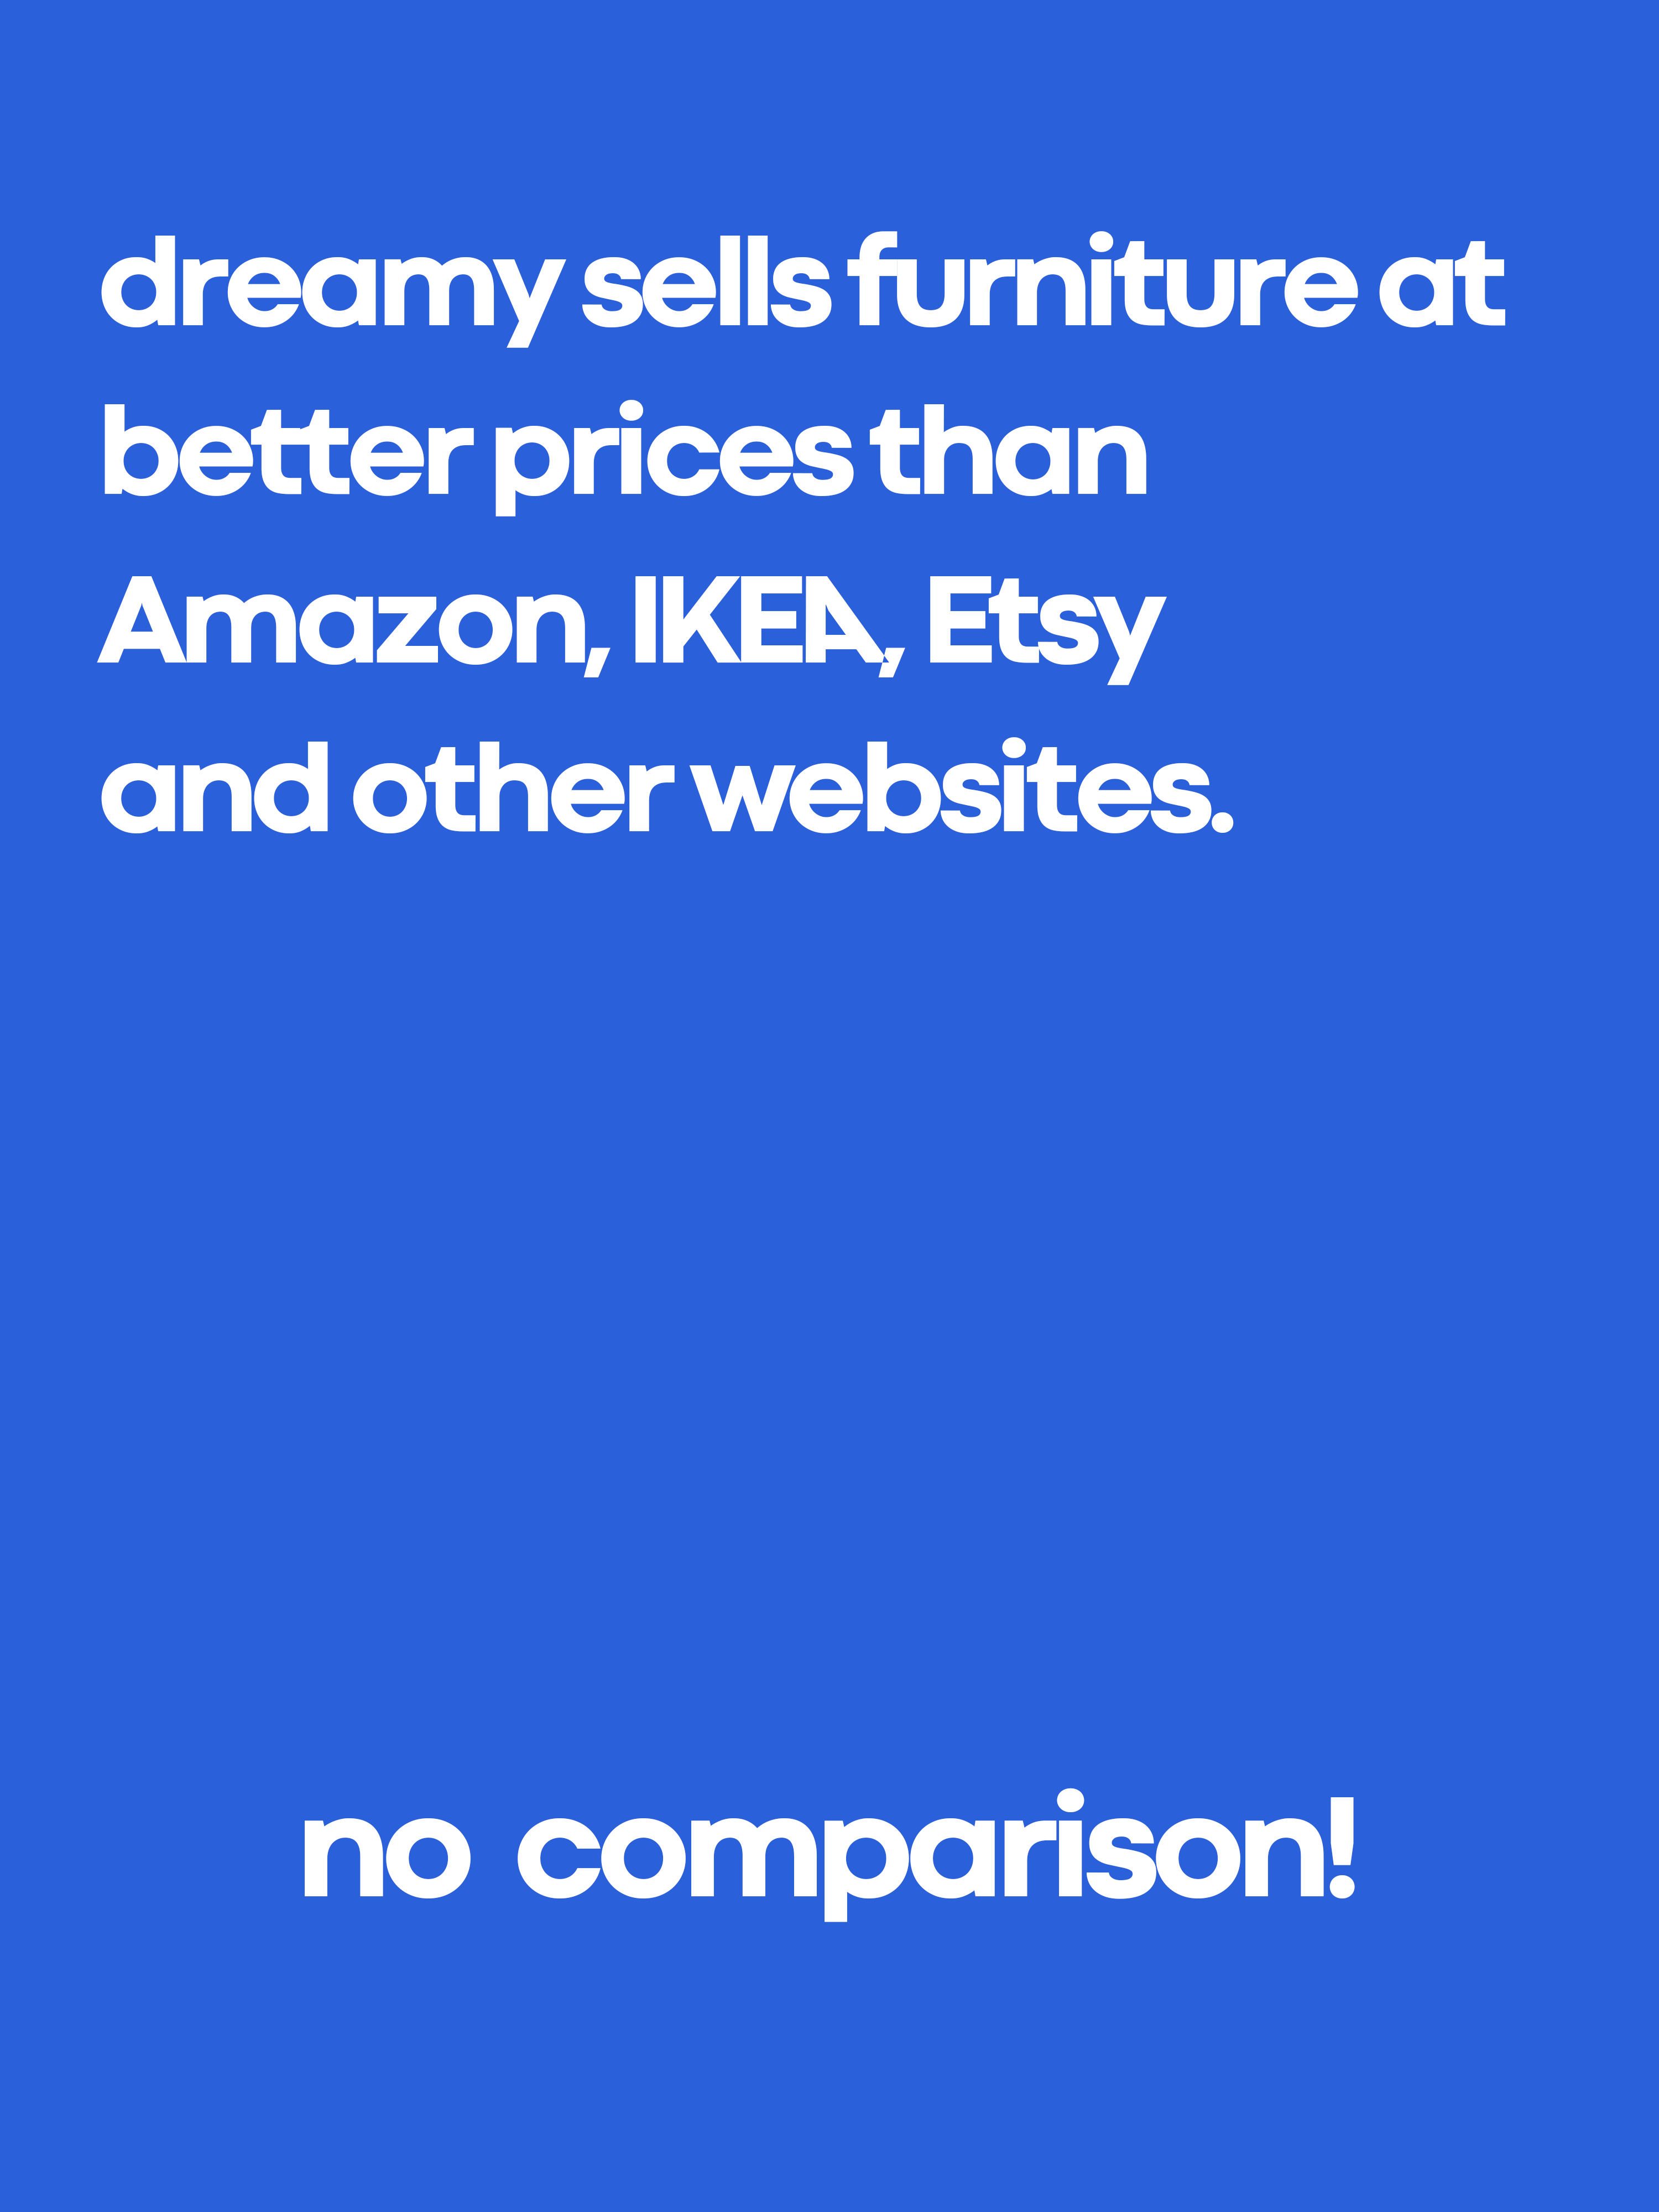 dreamy sells furniture at
better prices than
Amazon, IKEA, Etsy
and other websites.
no comparison!